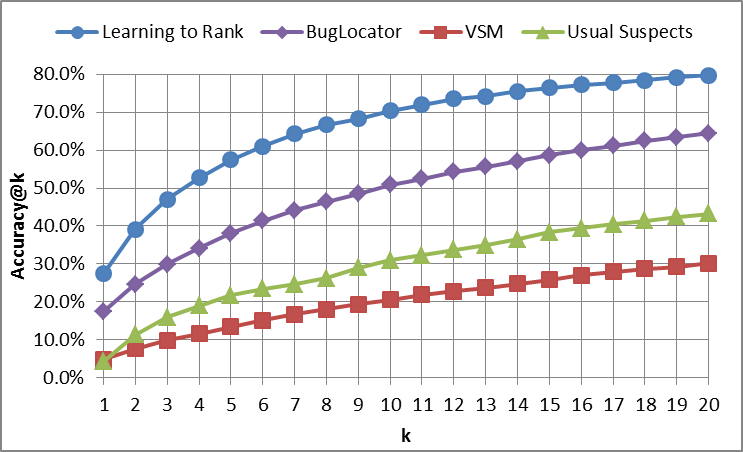 Learning to Rank BugLocator VSM Usual Suspects
80.0%
70.0%
60.0%
50.0%
40.0%
30.0%
20.0%
10.0%
0.0%
Accuracy@k
1 2 3 4 5 6 7 8 9 10 11 12 13 14 15 16 17 18 19 20
k